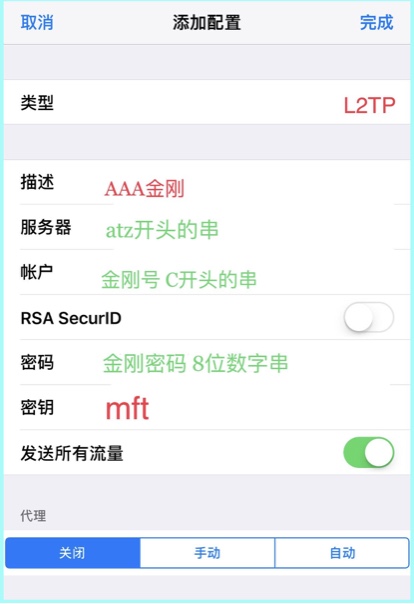 取消 添加配置 完成
类型 L2TP
描述 AAA金刚
服务器 atz开头的串
帐户 金刚号 C开头的串
RSA SecurID
密码 金刚密码 8位数字串
密钥 mft
发送所有流量
代理
关闭 手动 自动